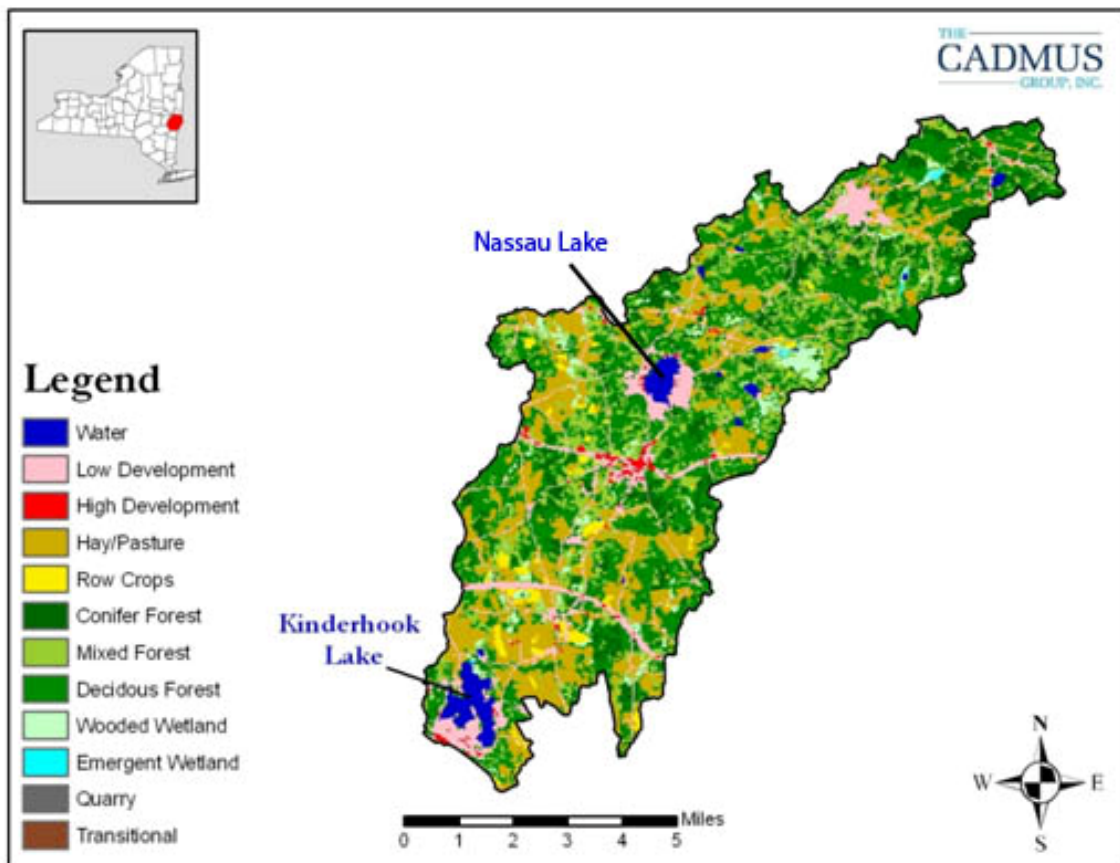 THE
CADMUS
GROUP, INC.
Nassau Lake
Legend
Water
Low Development
High Development
Hay/Pasture
Row Crops
Conifer Forest
Mixed Forest
Decidous Forest
Wooded Wetland
Emergent Wetland
Quarry
Transitional
Kinderhook
Lake
N
W E
S
Miles
0 1 2 3 4 5